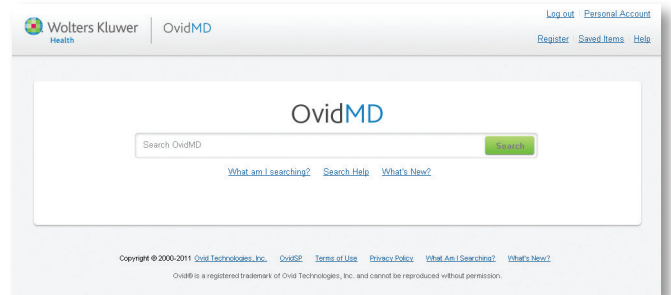 Log out Personal Account
Wolters Kluwer OvidMD
Health
Register Saved Items Help
OvidMD
Search OvidMD Search
What am I searching? Search Help What's New?
Copyright © 2000-2011 Ovid Technologies, Inc. OvidSP Terms of Use Privacy Policy What Am I Searching? What's New?
Ovid® is a registered trademark of Ovid Technologies, Inc. and cannot be reproduced without permission.